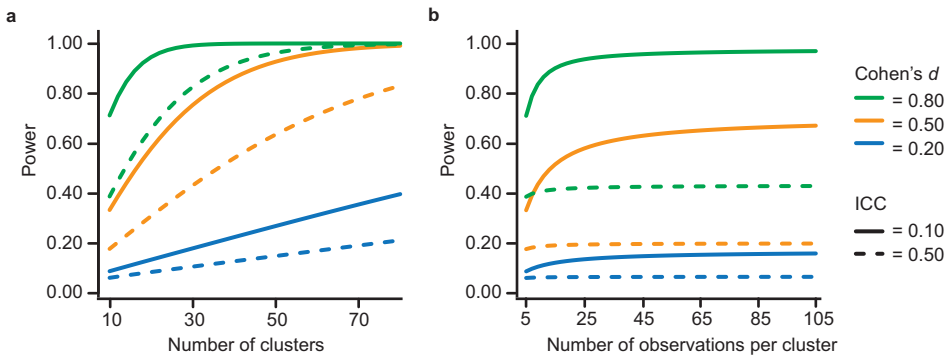 a
1.00
0.80
0.60
0.40
0.20
0.00
Power
10 30 50 70
Number of clusters
b
1.00
0.80
0.60
0.40
0.20
0.00
Power
5 25 45 65 85 105
Number of observations per cluster
Cohen's d
= 0.80
= 0.50
= 0.20
ICC
= 0.10
= 0.50